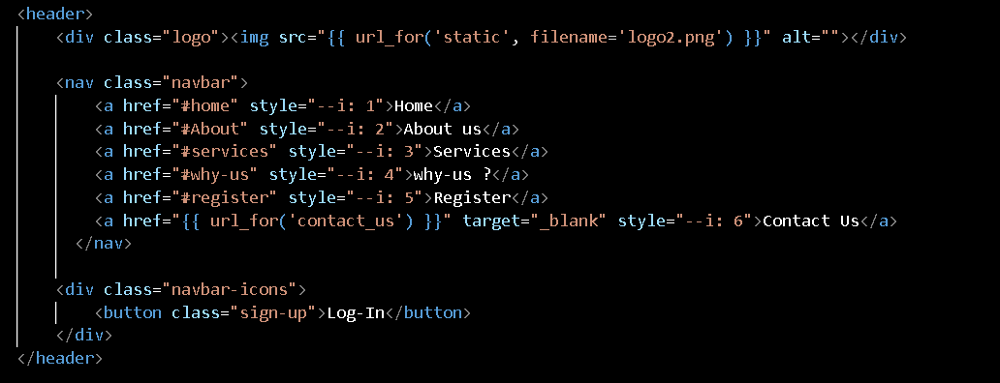 <header>
<div class="logo"><img src="{{ url_for('static', filename='logo2.png') }}" alt=""></div>
<nav class="navbar">
<a href="#home" style="--i: 1">Home</a>
<a href="#About" style="--i: 2">About us</a>
<a href="#services" style="--i: 3">Services</a>
<a href="#why-us" style="--i: 4">why-us ?</a>
<a href="#register" style="--i: 5">Register</a>
<a href="{{ url_for('contact_us') }}" target="_blank" style="--i: 6">Contact Us</a>
</nav>
<div class="navbar-icons">
<button class="sign-up">Log-In</button>
</div>
</header>